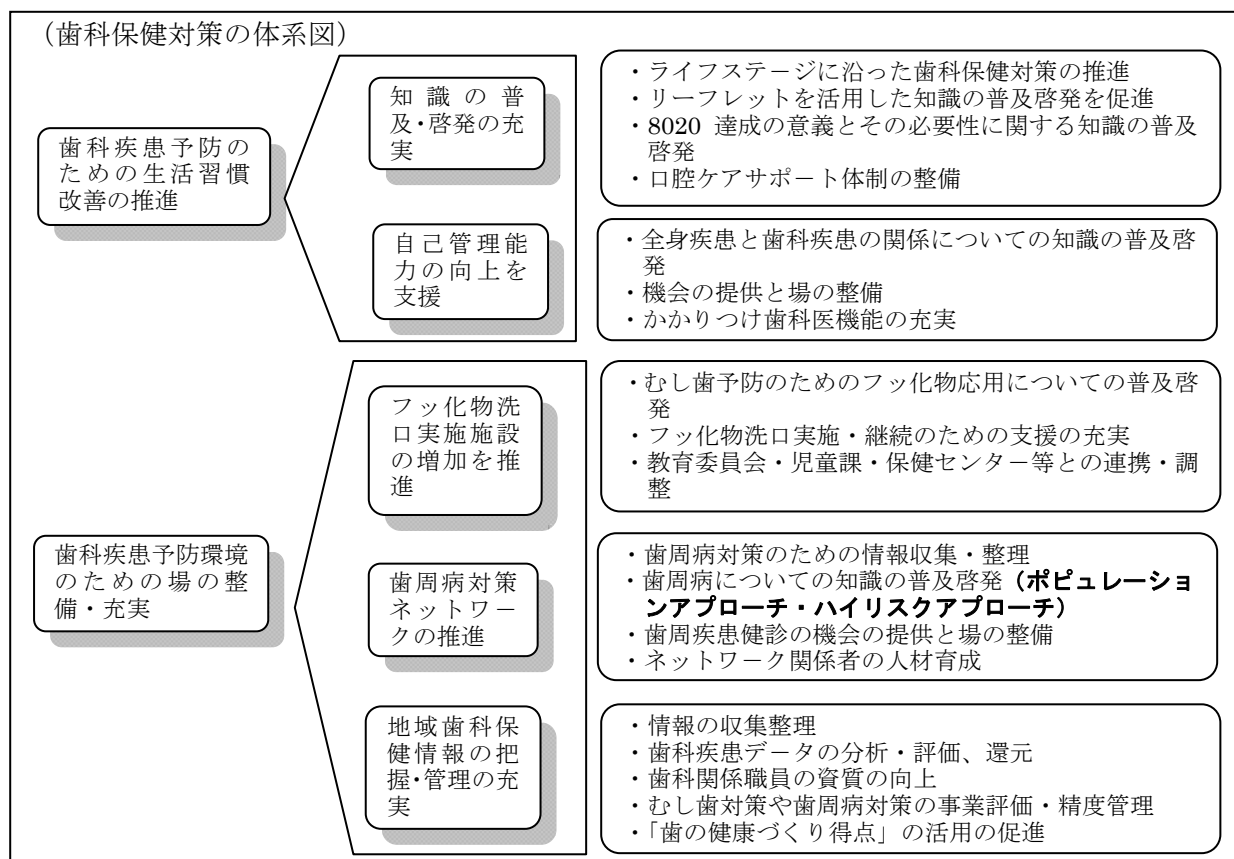 （歯科保健対策の体系図）
歯科疾患予防の
ための生活習慣
改善の推進
知識の普
及・啓発の充
実
・ライフステージに沿った歯科保健対策の推進
・リーフレットを活用した知識の普及啓発を促進
・8020 達成の意義とその必要性に関する知識の普及
啓発
・口腔ケアサポート体制の整備
自己管理能
力の向上を
支援
・全身疾患と歯科疾患の関係についての知識の普及啓
発
・機会の提供と場の整備
・かかりつけ歯科医機能の充実
歯科疾患予防環境
のための場の整
備・充実
フッ化物洗
口実施施設
の増加を推
進
・むし歯予防のためのフッ化物応用についての普及啓
発
・フッ化物洗口実施・継続のための支援の充実
・教育委員会・児童課・保健センター等との連携・調
整
歯周病対策
ネットワー
クの推進
・歯周病対策のための情報収集・整理
・歯周病についての知識の普及啓発（ポピュレーショ
ンアプローチ・ハイリスクアプローチ）
・歯周疾患健診の機会の提供と場の整備
・ネットワーク関係者の人材育成
地域歯科保
健情報の把
握・管理の充
実
・情報の収集整理
・歯科疾患データの分析・評価、還元
・歯科関係職員の資質の向上
・むし歯対策や歯周病対策の事業評価・精度管理
・「歯の健康づくり得点」の活用の促進